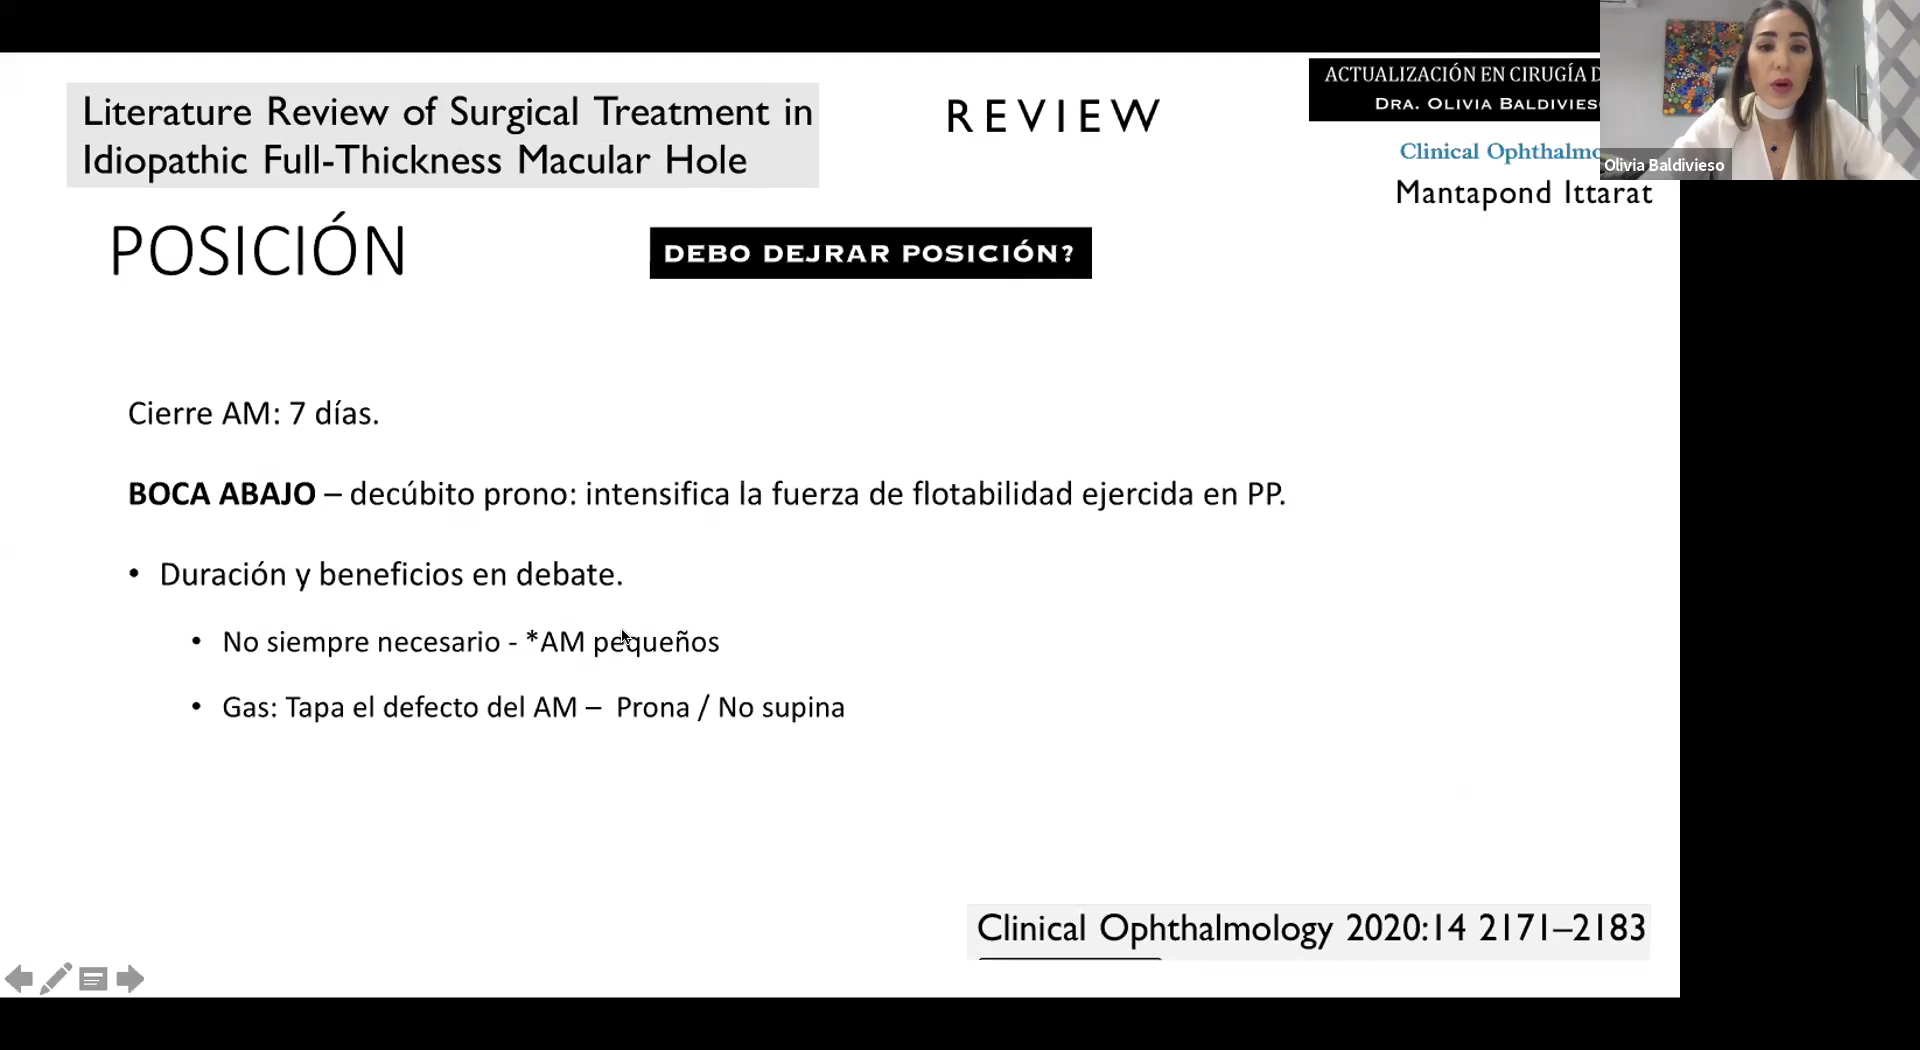 Literature Review of Surgical Treatment in
Idiopathic Full-Thickness Macular Hole
REVIEW
ACTUALIZACIÓN EN CIRUGÍA
DRA. OLIVIA
Clinical
Mantapond Ittarat
Olivia Baldivieso
POSICIÓN
DEBO DEJRAR POSICIÓN?
Cierre AM: 7 días.
BOCA ABAJO – decúbito prono: intensifica la fuerza de flotabilidad ejercida en PP.
• Duración y beneficios en debate.
• No siempre necesario - *AM pequeños
• Gas: Tapa el defecto del AM – Prona / No supina
Clinical Ophthalmology 2020:14 2171–2183